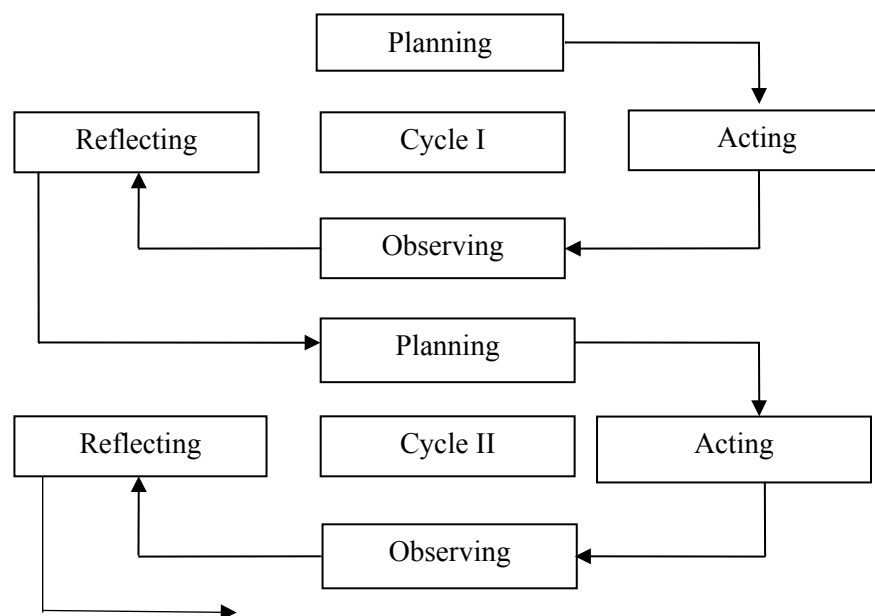 Planning
Reflecting
Cycle I
Acting
Observing
Planning
Reflecting
Cycle II
Acting
Observing